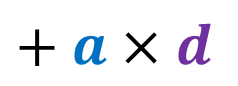 + a × d